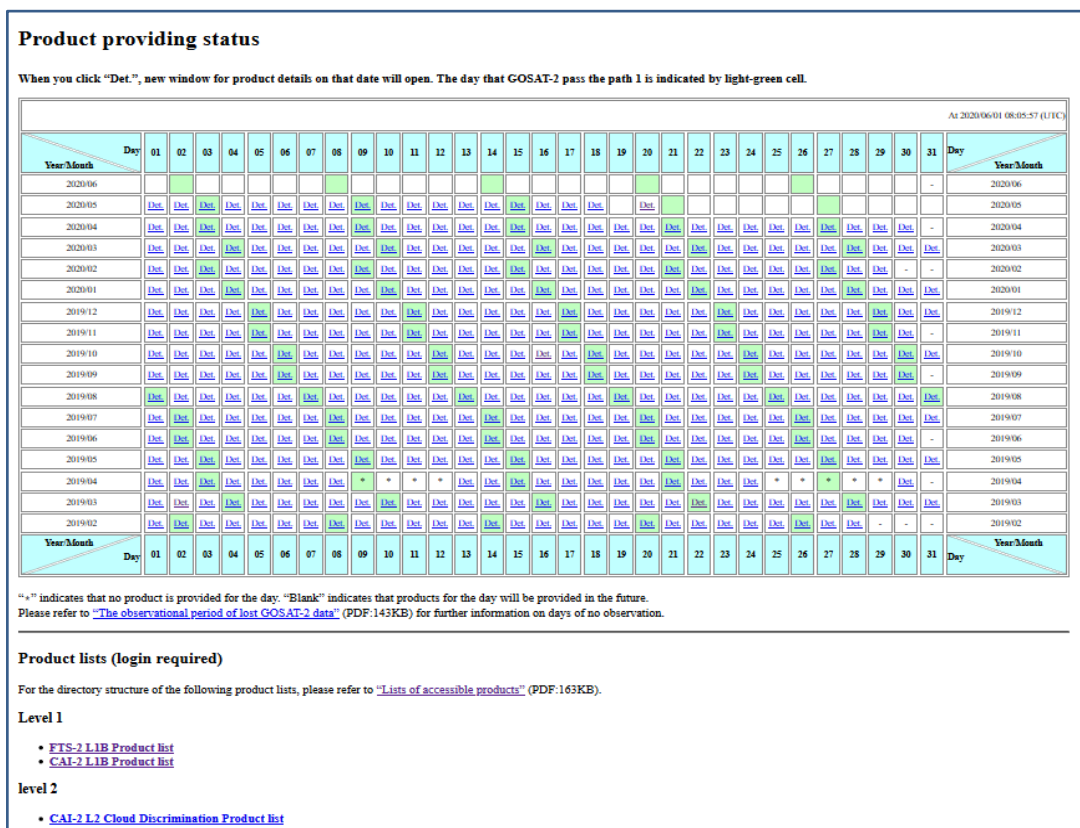 Product providing status
When you click “Det.”, new window for product details on that date will open. The day that GOSAT-2 pass the path 1 is indicated by light-green cell.
At 2020/06/01 08:05:57 (UTC)
Day Year/Month 01 02 03 04 05 06 07 08 09 10 11 12 13 14 15 16 17 18 19 20 21 22 23 24 25 26 27 28 29 30 31 Day Year/Month
2020/06 - 2020/06
2020/05 Det. Det. Det. Det. Det. Det. Det. Det. Det. Det. Det. Det. Det. Det. Det. Det. Det. Det. Det. 2020/05
2020/04 Det. Det. Det. Det. Det. Det. Det. Det. Det. Det. Det. Det. Det. Det. Det. Det. Det. Det. Det. Det. Det. Det. Det. Det. Det. Det. Det. Det. Det. Det. - 2020/04
2020/03 Det. Det. Det. Det. Det. Det. Det. Det. Det. Det. Det. Det. Det. Det. Det. Det. Det. Det. Det. Det. Det. Det. Det. Det. Det. Det. Det. Det. Det. Det. Det. 2020/03
2020/02 Det. Det. Det. Det. Det. Det. Det. Det. Det. Det. Det. Det. Det. Det. Det. Det. Det. Det. Det. Det. Det. Det. Det. Det. Det. Det. Det. Det. Det. - - 2020/02
2020/01 Det. Det. Det. Det. Det. Det. Det. Det. Det. Det. Det. Det. Det. Det. Det. Det. Det. Det. Det. Det. Det. Det. Det. Det. Det. Det. Det. Det. Det. Det. Det. 2020/01
2019/12 Det. Det. Det. Det. Det. Det. Det. Det. Det. Det. Det. Det. Det. Det. Det. Det. Det. Det. Det. Det. Det. Det. Det. Det. Det. Det. Det. Det. Det. Det. Det. 2019/12
2019/11 Det. Det. Det. Det. Det. Det. Det. Det. Det. Det. Det. Det. Det. Det. Det. Det. Det. Det. Det. Det. Det. Det. Det. Det. Det. Det. Det. Det. Det. Det. - 2019/11
2019/10 Det. Det. Det. Det. Det. Det. Det. Det. Det. Det. Det. Det. Det. Det. Det. Det. Det. Det. Det. Det. Det. Det. Det. Det. Det. Det. Det. Det. Det. Det. Det. 2019/10
2019/09 Det. Det. Det. Det. Det. Det. Det. Det. Det. Det. Det. Det. Det. Det. Det. Det. Det. Det. Det. Det. Det. Det. Det. Det. Det. Det. Det. Det. Det. Det. - 2019/09
2019/08 Det. Det. Det. Det. Det. Det. Det. Det. Det. Det. Det. Det. Det. Det. Det. Det. Det. Det. Det. Det. Det. Det. Det. Det. Det. Det. Det. Det. Det. Det. Det. 2019/08
2019/07 Det. Det. Det. Det. Det. Det. Det. Det. Det. Det. Det. Det. Det. Det. Det. Det. Det. Det. Det. Det. Det. Det. Det. Det. Det. Det. Det. Det. Det. Det. Det. 2019/07
2019/06 Det. Det. Det. Det. Det. Det. Det. Det. Det. Det. Det. Det. Det. Det. Det. Det. Det. Det. Det. Det. Det. Det. Det. Det. Det. Det. Det. Det. Det. Det. - 2019/06
2019/05 Det. Det. Det. Det. Det. Det. Det. Det. Det. Det. Det. Det. Det. Det. Det. Det. Det. Det. Det. Det. Det. Det. Det. Det. Det. Det. Det. Det. Det. Det. Det. 2019/05
2019/04 Det. Det. Det. Det. Det. Det. Det. Det. * * * * Det. Det. Det. Det. Det. Det. Det. Det. Det. Det. Det. Det. * * * * * Det. - 2019/04
2019/03 Det. Det. Det. Det. Det. Det. Det. Det. Det. Det. Det. Det. Det. Det. Det. Det. Det. Det. Det. Det. Det. Det. Det. Det. Det. Det. Det. Det. Det. Det. Det. 2019/03
2019/02 Det. Det. Det. Det. Det. Det. Det. Det. Det. Det. Det. Det. Det. Det. Det. Det. Det. Det. Det. Det. Det. Det. Det. Det. Det. Det. Det. Det. - - - 2019/02
Year/Month Day 01 02 03 04 05 06 07 08 09 10 11 12 13 14 15 16 17 18 19 20 21 22 23 24 25 26 27 28 29 30 31 Year/Month Day
“*” indicates that no product is provided for the day. “Blank” indicates that products for the day will be provided in the future.
Please refer to “The observational period of lost GOSAT-2 data” (PDF:143KB) for further information on days of no observation.
Product lists (login required)
For the directory structure of the following product lists, please refer to “Lists of accessible products” (PDF:163KB).
Level 1
• FTS-2 L1B Product list
• CAI-2 L1B Product list
level 2
• CAI-2 L2 Cloud Discrimination Product list